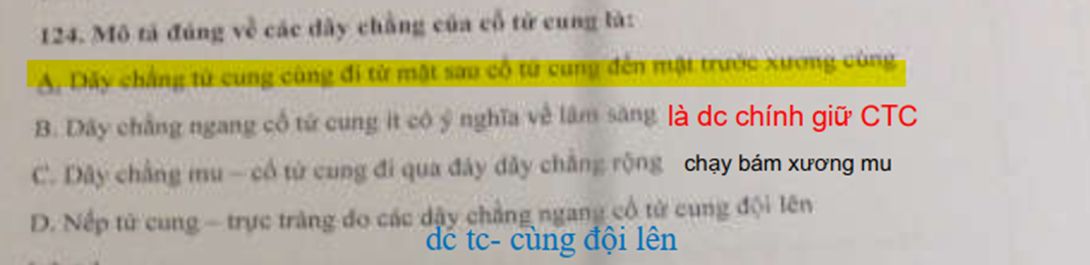 124. Mô tả đúng về các dây chằng của cổ tử cung là:
A. Dây chằng tử cung cùng đi từ mặt sau cổ tử cung đến mặt trước xương cùng
B. Dây chằng ngang cổ tử cung ít có ý nghĩa về lâm sàng là dc chính giữ CTC
C. Dây chằng mu – cổ tử cung đi qua đáy dây chằng rộng chạy bám xương mu
D. Nếp tử cung – trực tràng do các dây chằng ngang cổ tử cung đội lên
dc tc- cùng đội lên